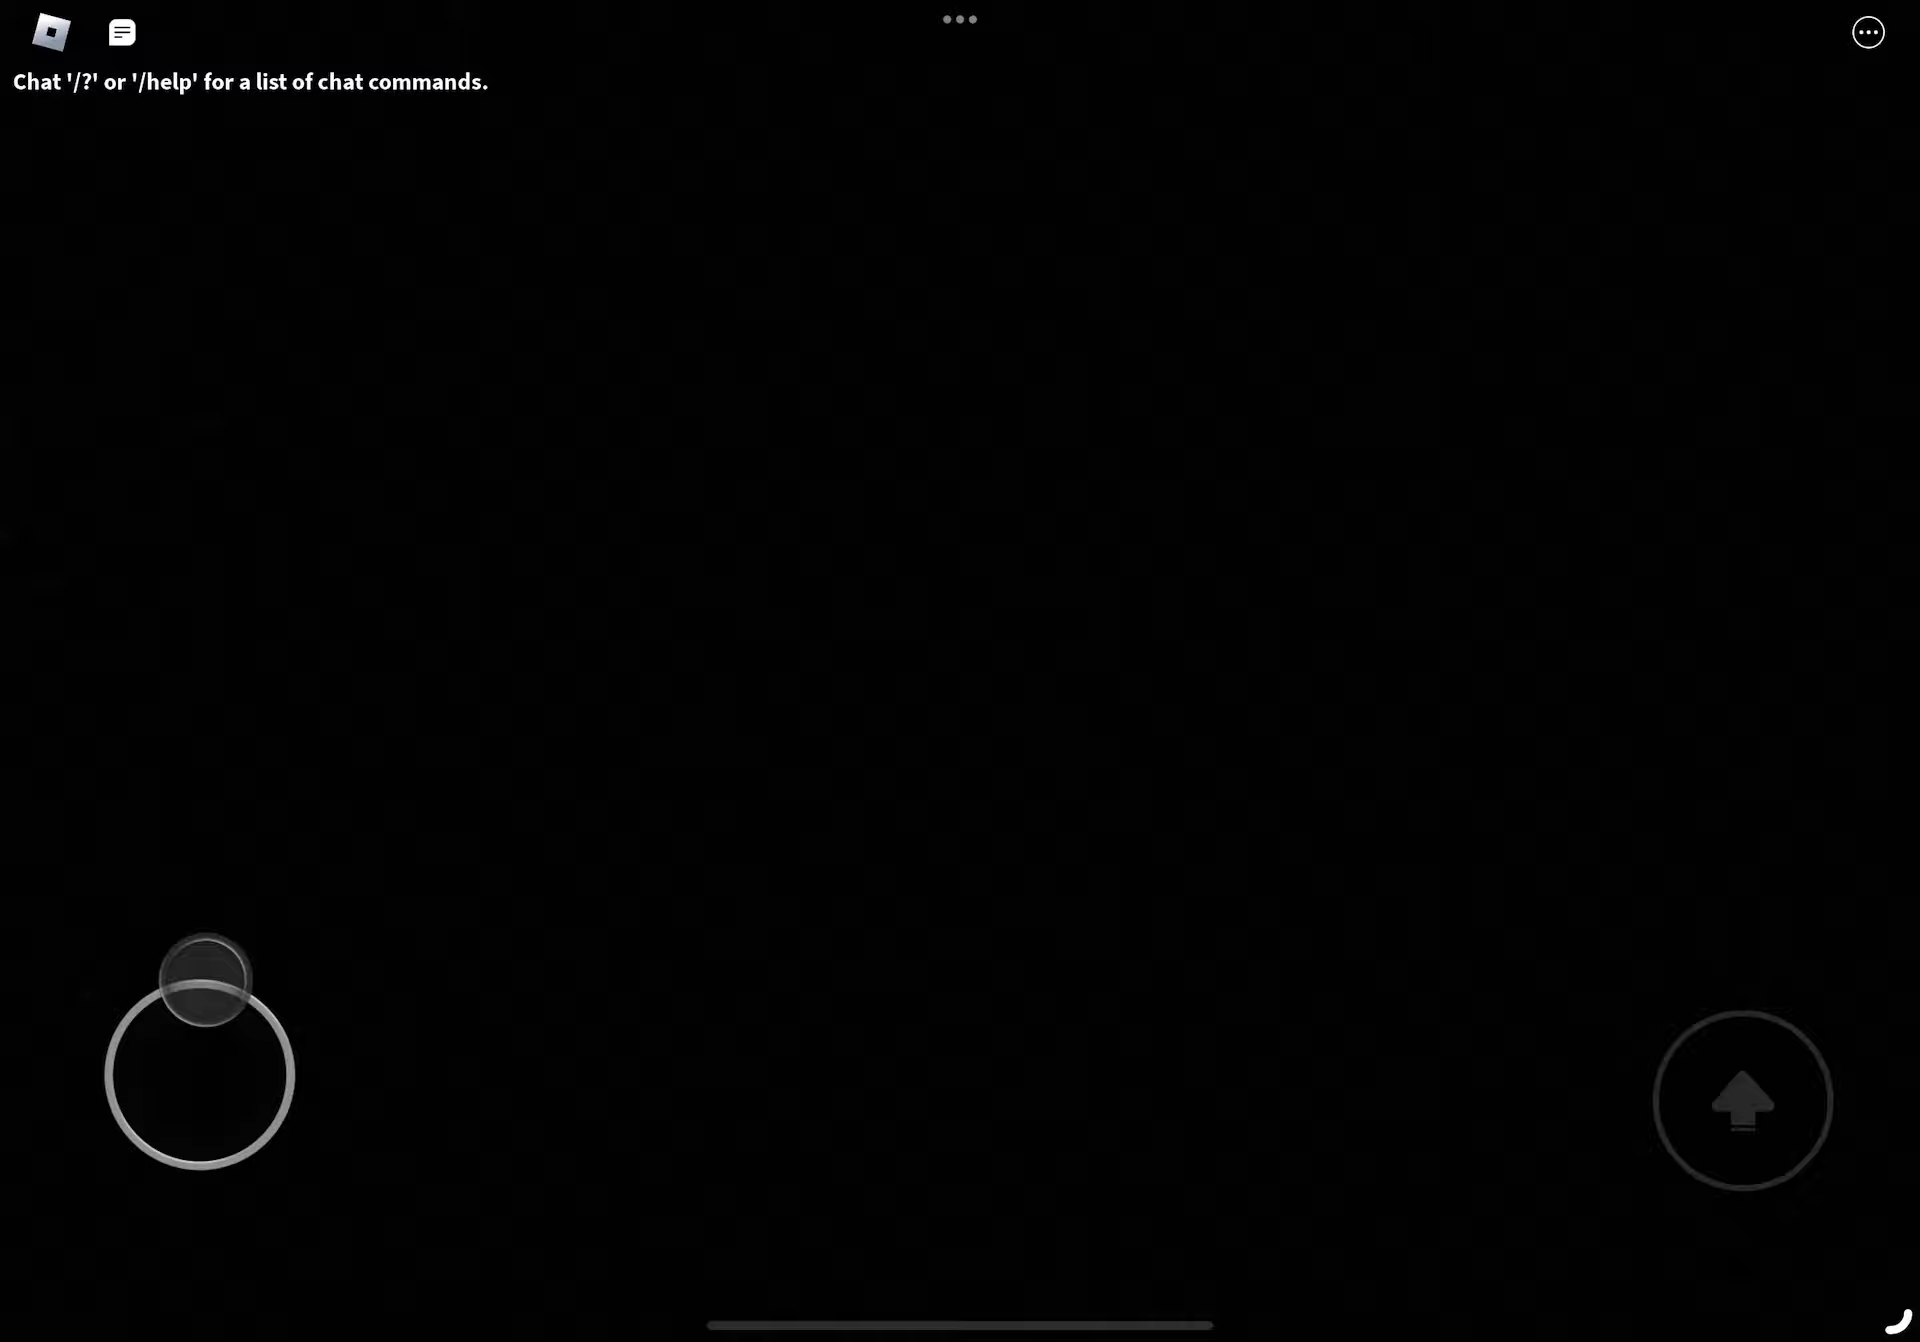 Chat '/?' or '/help' for a list of chat commands.